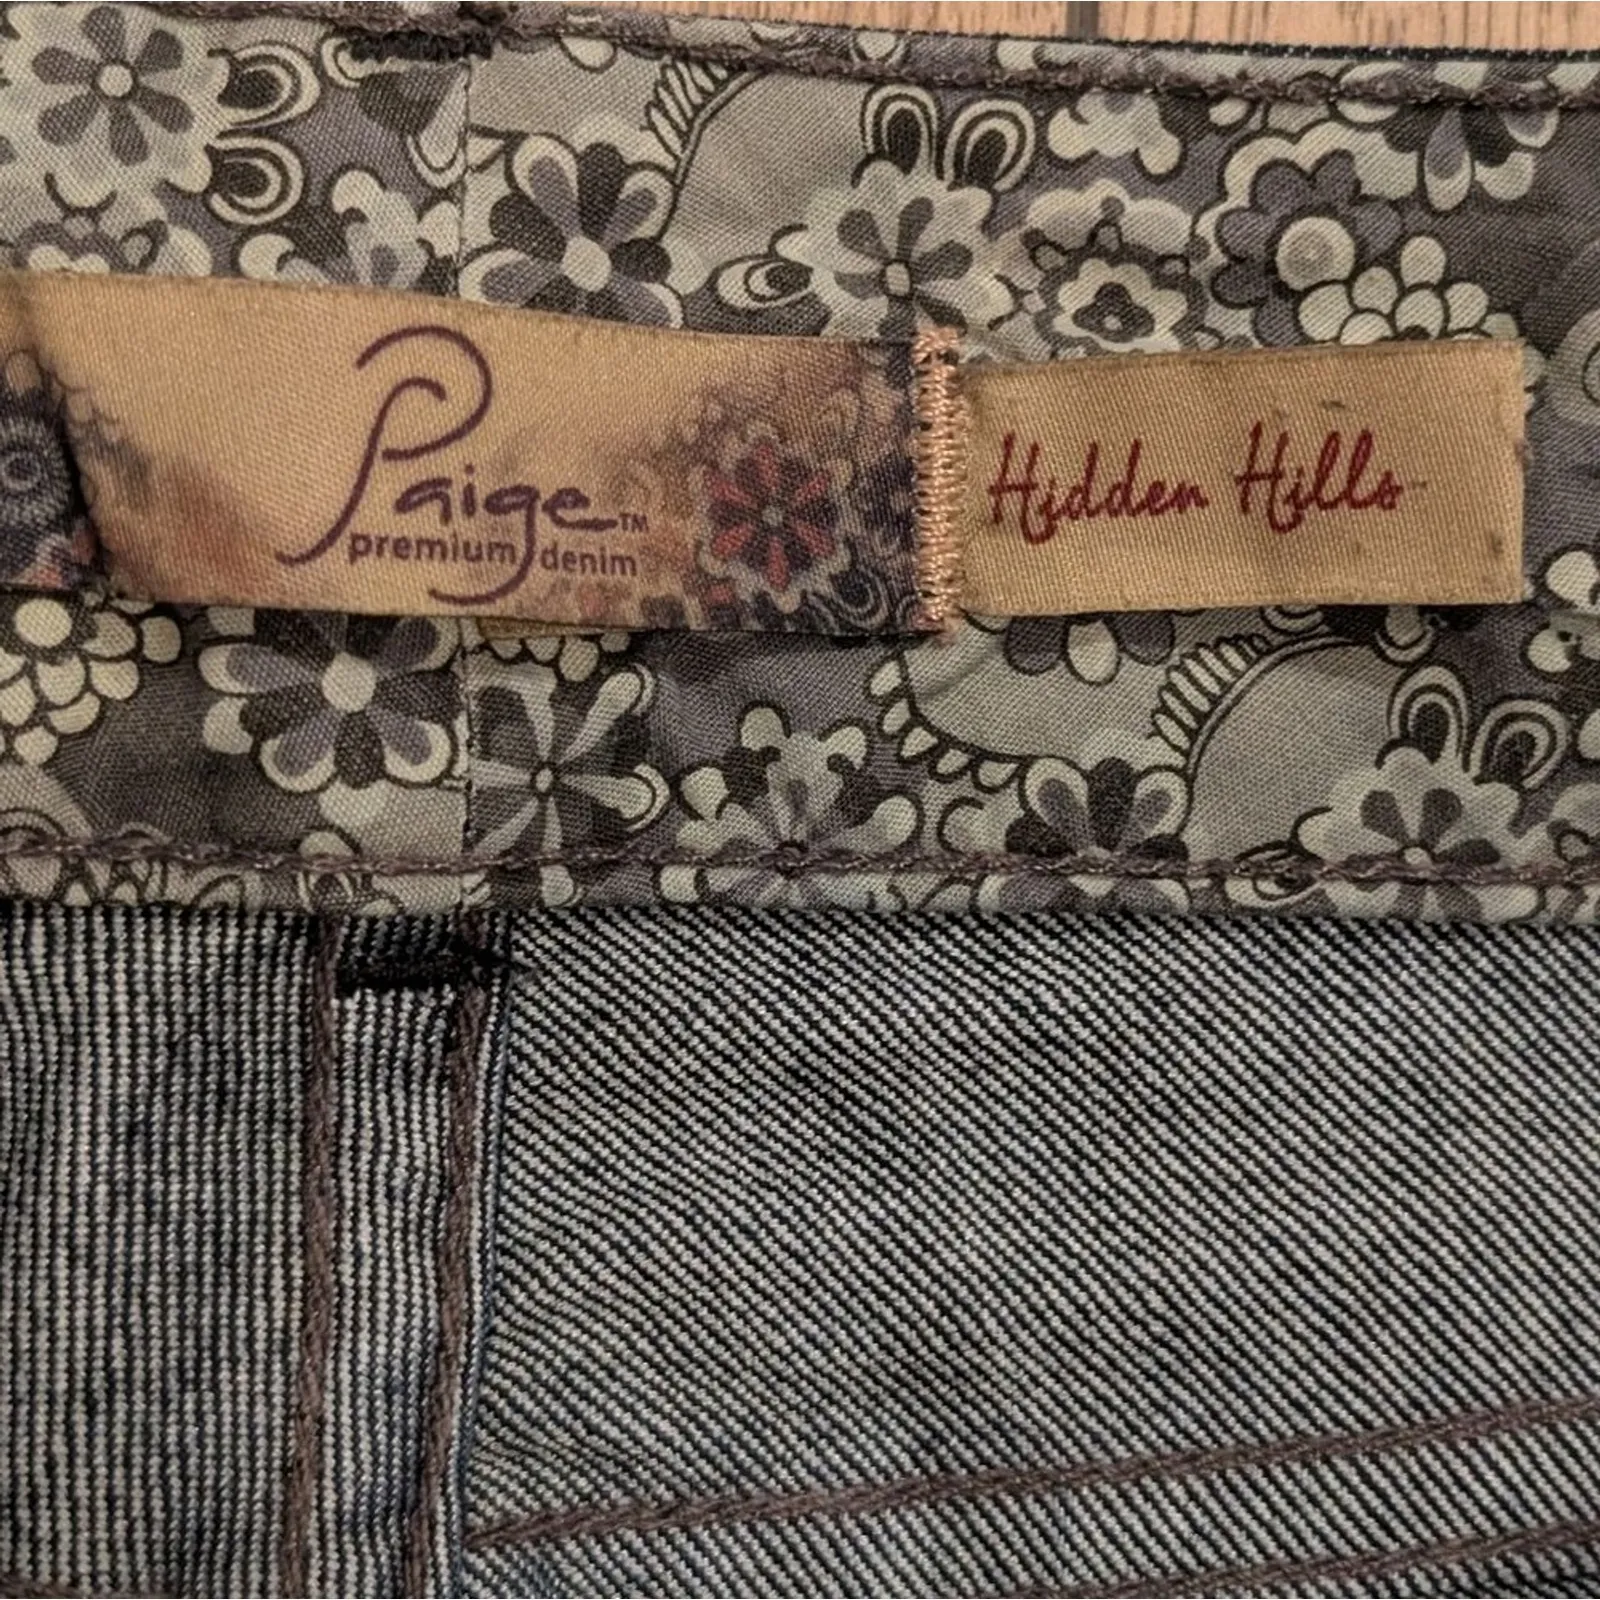 Paige™
premium denim
Hidden Hills